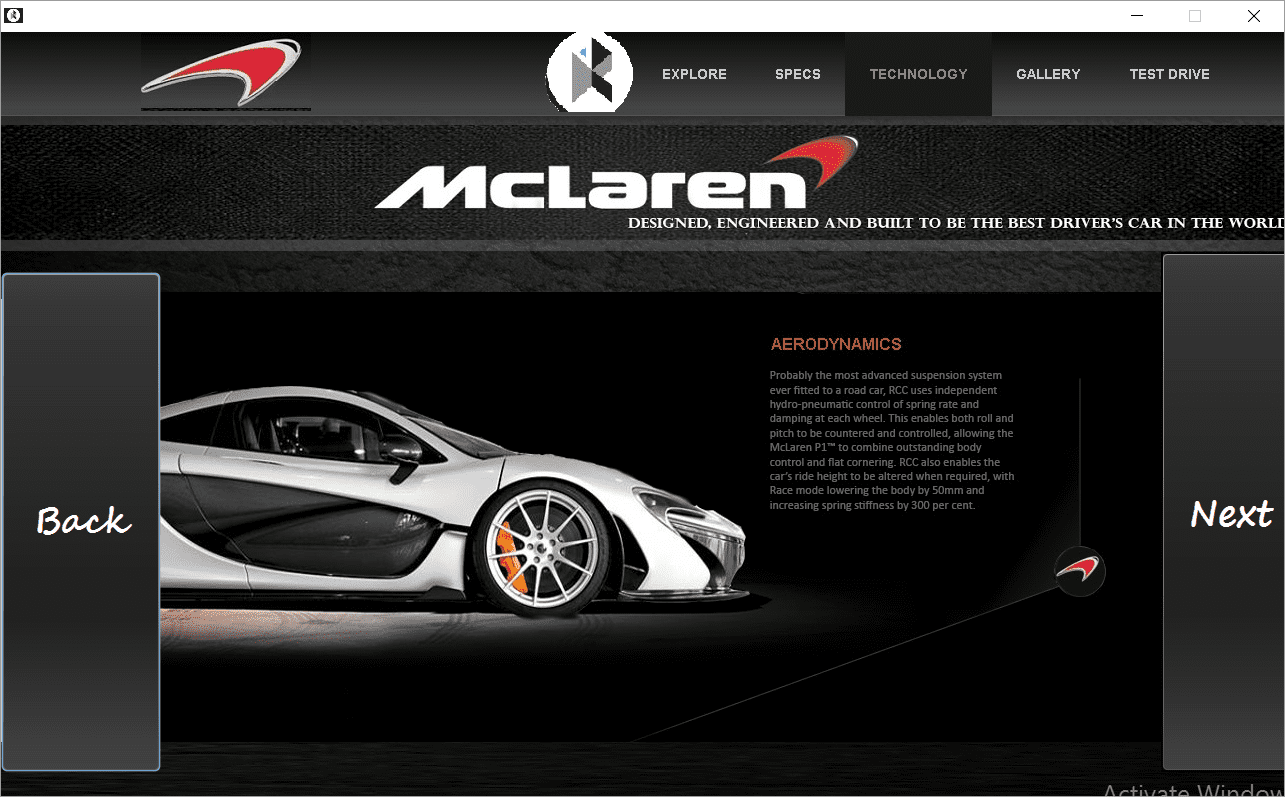 EXPLORE SPECS TECHNOLOGY GALLERY TEST DRIVE
McLaren
DESIGNED, ENGINEERED AND BUILT TO BE THE BEST DRIVER'S CAR IN THE WORLD
AERODYNAMICS
Probably the most advanced suspension system
ever fitted to a road car, RCC uses independent
hydro-pneumatic control of spring rate and
damping at each wheel. This enables both roll and
pitch to be countered and controlled, allowing the
McLaren P1™ to combine outstanding body
control and flat cornering. RCC also enables the
car's ride height to be altered when required, with
Race mode lowering the body by 50mm and
increasing spring stiffness by 300 per cent.
Back
Next
Activate Window